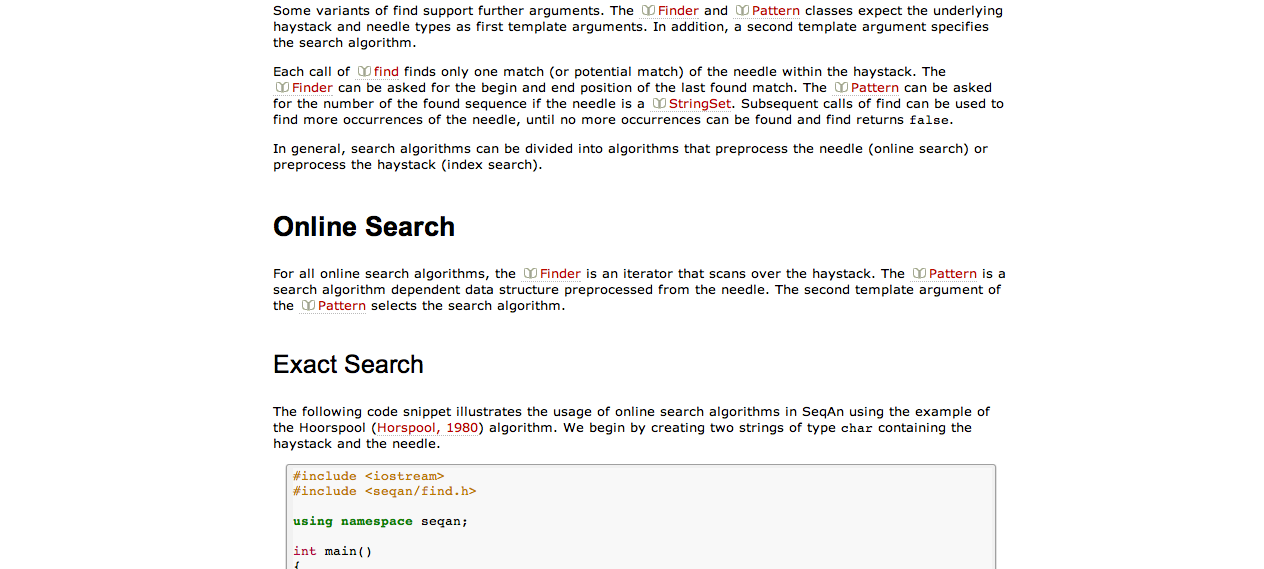 Some variants of find support further arguments. The Finder and Pattern classes expect the underlying
haystack and needle types as first template arguments. In addition, a second template argument specifies
the search algorithm.
Each call of find finds only one match (or potential match) of the needle within the haystack. The
Finder can be asked for the begin and end position of the last found match. The Pattern can be asked
for the number of the found sequence if the needle is a StringSet. Subsequent calls of find can be used to
find more occurrences of the needle, until no more occurrences can be found and find returns false.
In general, search algorithms can be divided into algorithms that preprocess the needle (online search) or
preprocess the haystack (index search).
Online Search
For all online search algorithms, the Finder is an iterator that scans over the haystack. The Pattern is a
search algorithm dependent data structure preprocessed from the needle. The second template argument of
the Pattern selects the search algorithm.
Exact Search
The following code snippet illustrates the usage of online search algorithms in SeqAn using the example of
the Hoorspool (Horspool, 1980) algorithm. We begin by creating two strings of type char containing the
haystack and the needle.
#include <iostream>
#include <seqan/find.h>
using namespace seqan;
int main()
{